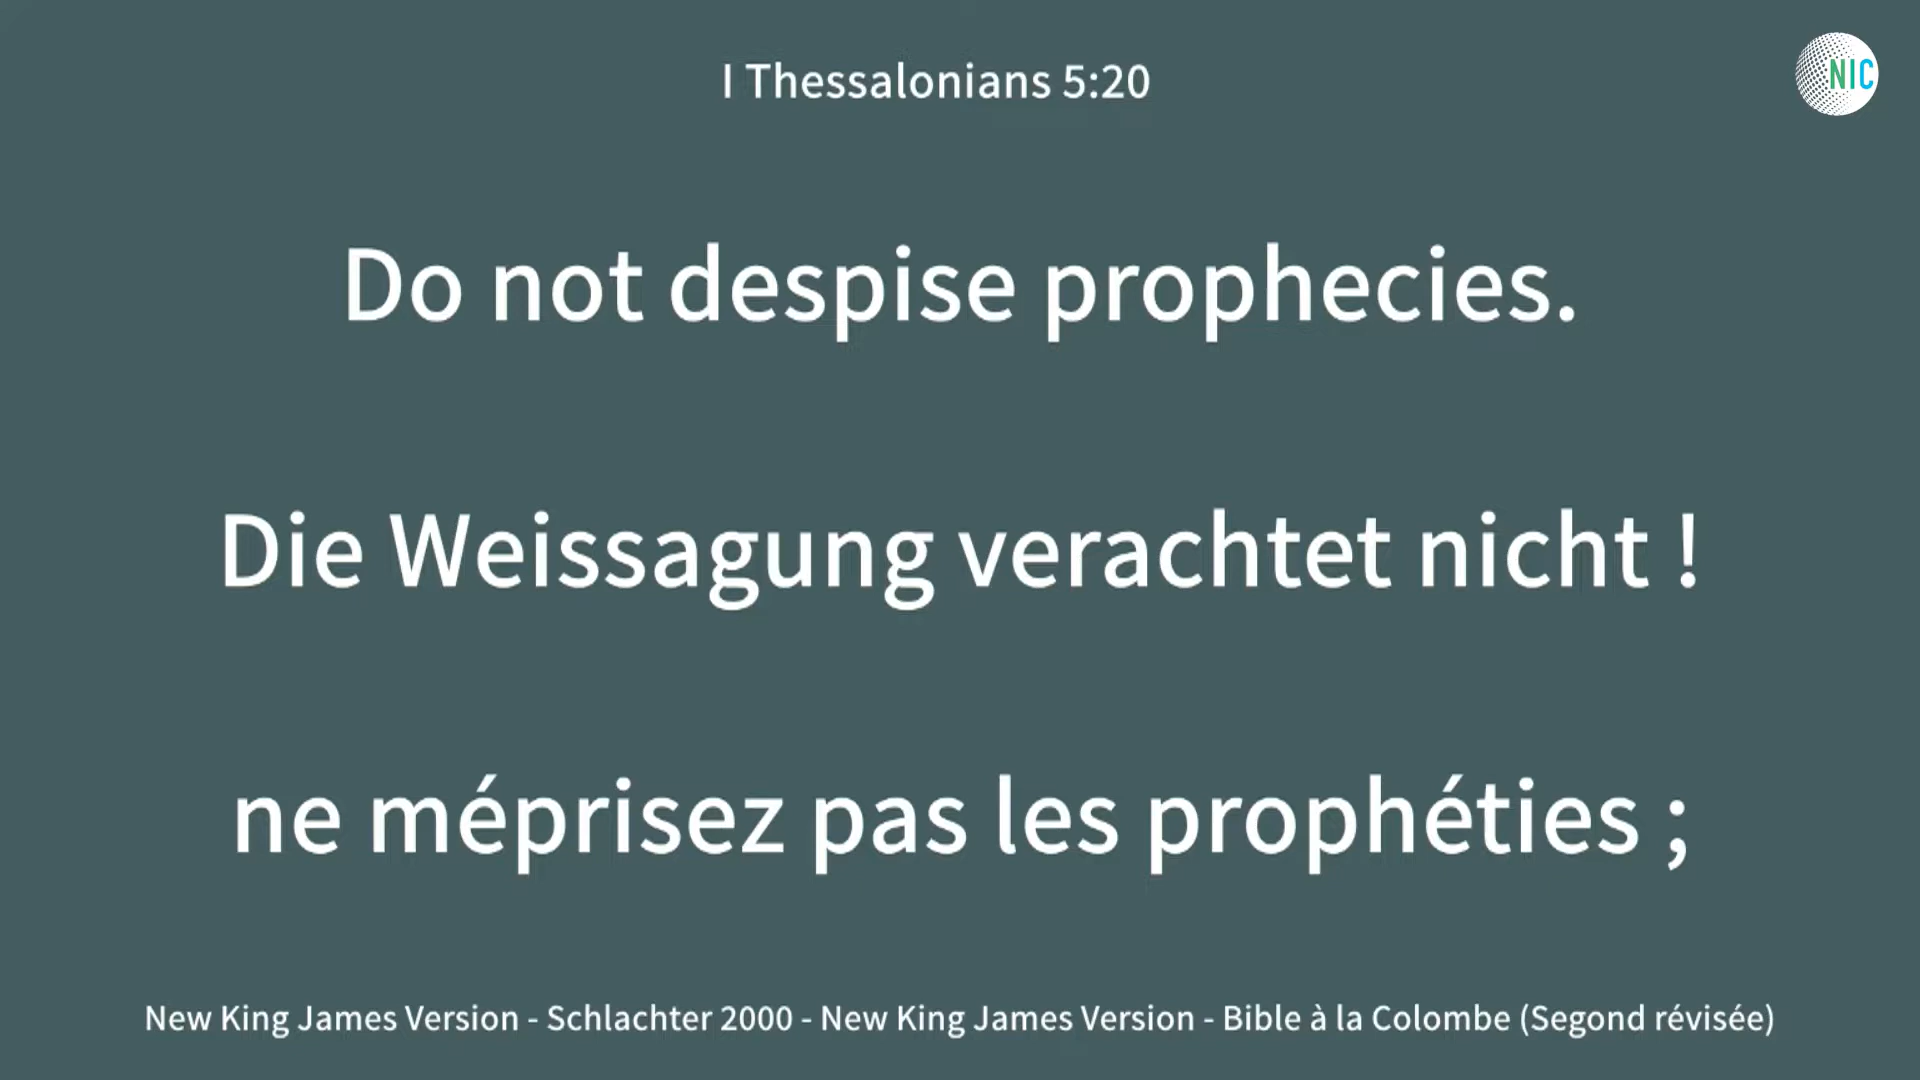 I Thessalonians 5:20
NIC
Do not despise prophecies.
Die Weissagung verachtet nicht !
ne méprisez pas les prophéties ;
New King James Version - Schlachter 2000 - New King James Version - Bible à la Colombe (Segond révisée)